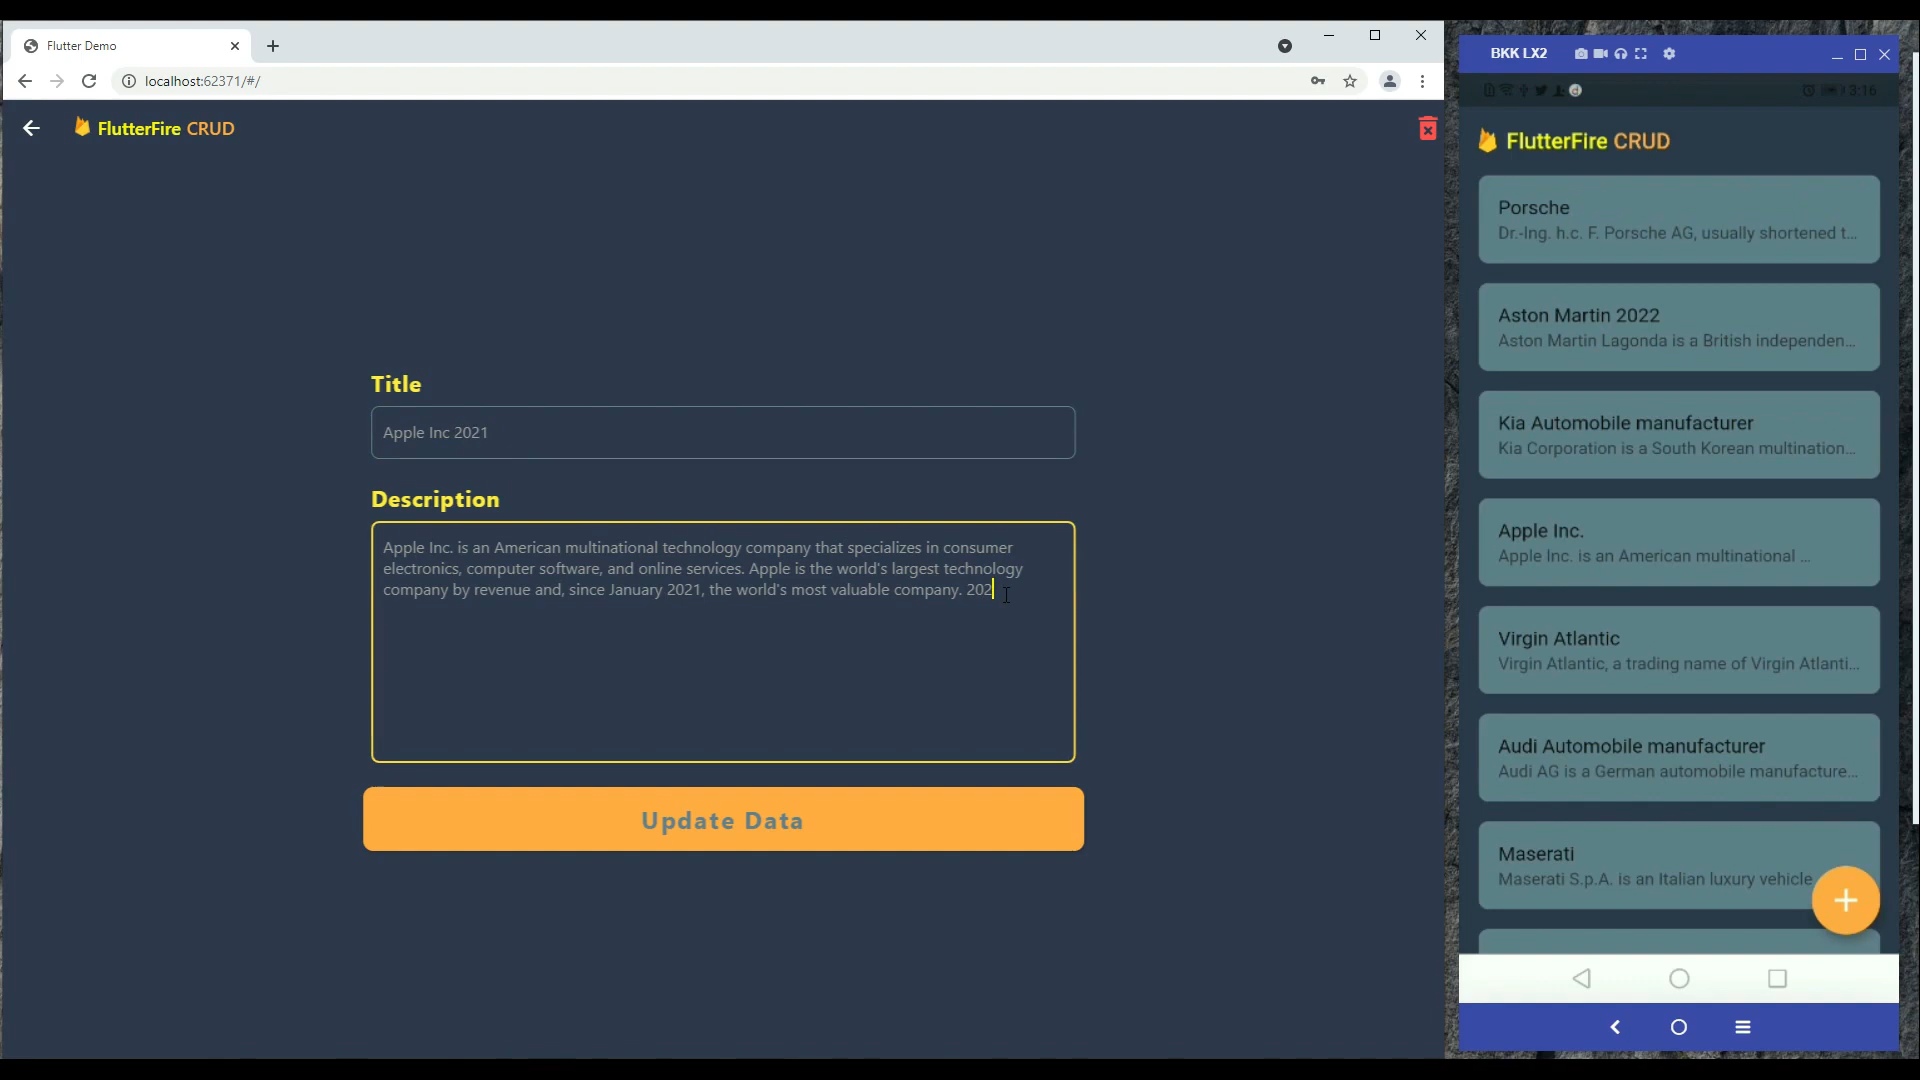 Flutter Demo
localhost:62371/#/
FlutterFire CRUD
Title
Apple Inc 2021
Description
Apple Inc. is an American multinational technology company that specializes in consumer
electronics, computer software, and online services. Apple is the world's largest technology
company by revenue and, since January 2021, the world's most valuable company. 202
Update Data
BKK LX2
3:16
FlutterFire CRUD
Porsche
Dr.-Ing. h.c. F. Porsche AG, usually shortened t...
Aston Martin 2022
Aston Martin Lagonda is a British independen...
Kia Automobile manufacturer
Kia Corporation is a South Korean multination...
Apple Inc.
Apple Inc. is an American multinational ...
Virgin Atlantic
Virgin Atlantic, a trading name of Virgin Atlanti...
Audi Automobile manufacturer
Audi AG is a German automobile manufacture...
Maserati
Maserati S.p.A. is an Italian luxury vehicle